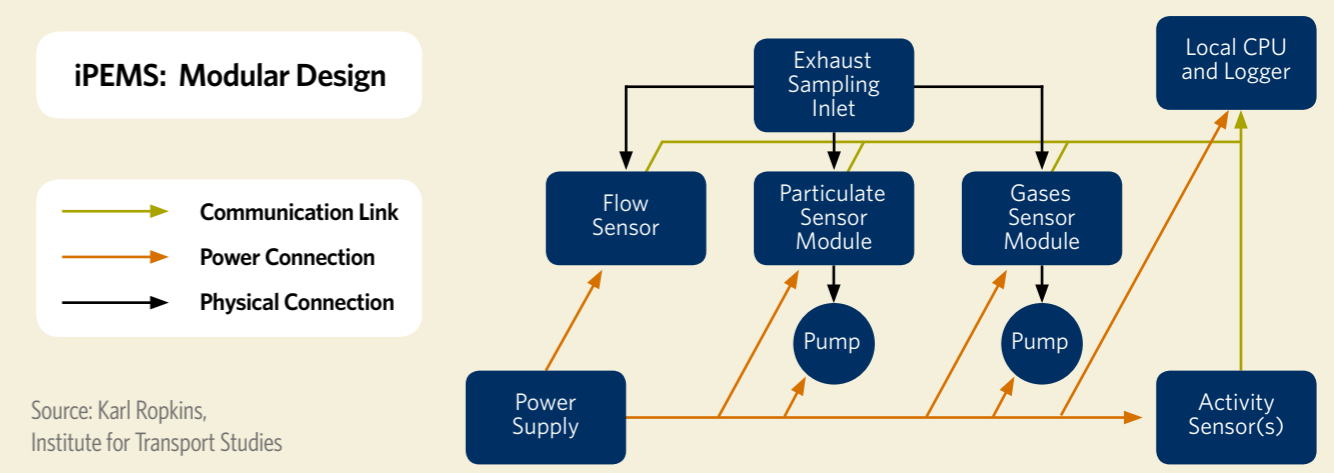 iPEMS: Modular Design
Communication Link
Power Connection
Physical Connection
Source: Karl Ropkins,
Institute for Transport Studies
Exhaust
Sampling
Inlet
Local CPU
and Logger
Flow
Sensor
Particulate
Sensor
Module
Gases
Sensor
Module
Pump
Pump
Power
Supply
Activity
Sensor(s)